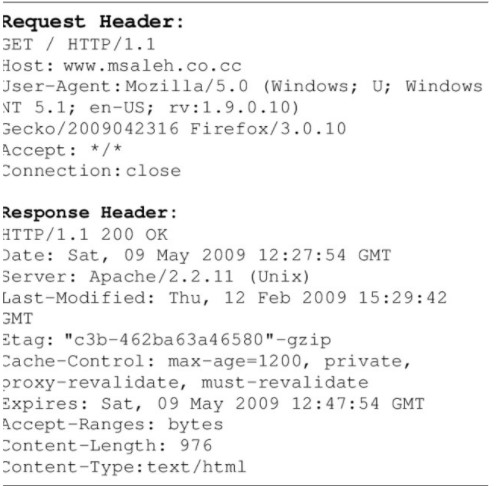 Request Header:
GET / HTTP/1.1
Host: www.msaleh.co.cc
User-Agent:Mozilla/5.0 (Windows; U; Windows
NT 5.1; en-US; rv:1.9.0.10)
Gecko/2009042316 Firefox/3.0.10
Accept: */*
Connection:close
Response Header:
HTTP/1.1 200 OK
Date: Sat, 09 May 2009 12:27:54 GMT
Server: Apache/2.2.11 (Unix)
Last-Modified: Thu, 12 Feb 2009 15:29:42
GMT
Etag: "c3b-462ba63a46580"-gzip
Cache-Control: max-age=1200, private,
proxy-revalidate, must-revalidate
Expires: Sat, 09 May 2009 12:47:54 GMT
Accept-Ranges: bytes
Content-Length: 976
Content-Type:text/html